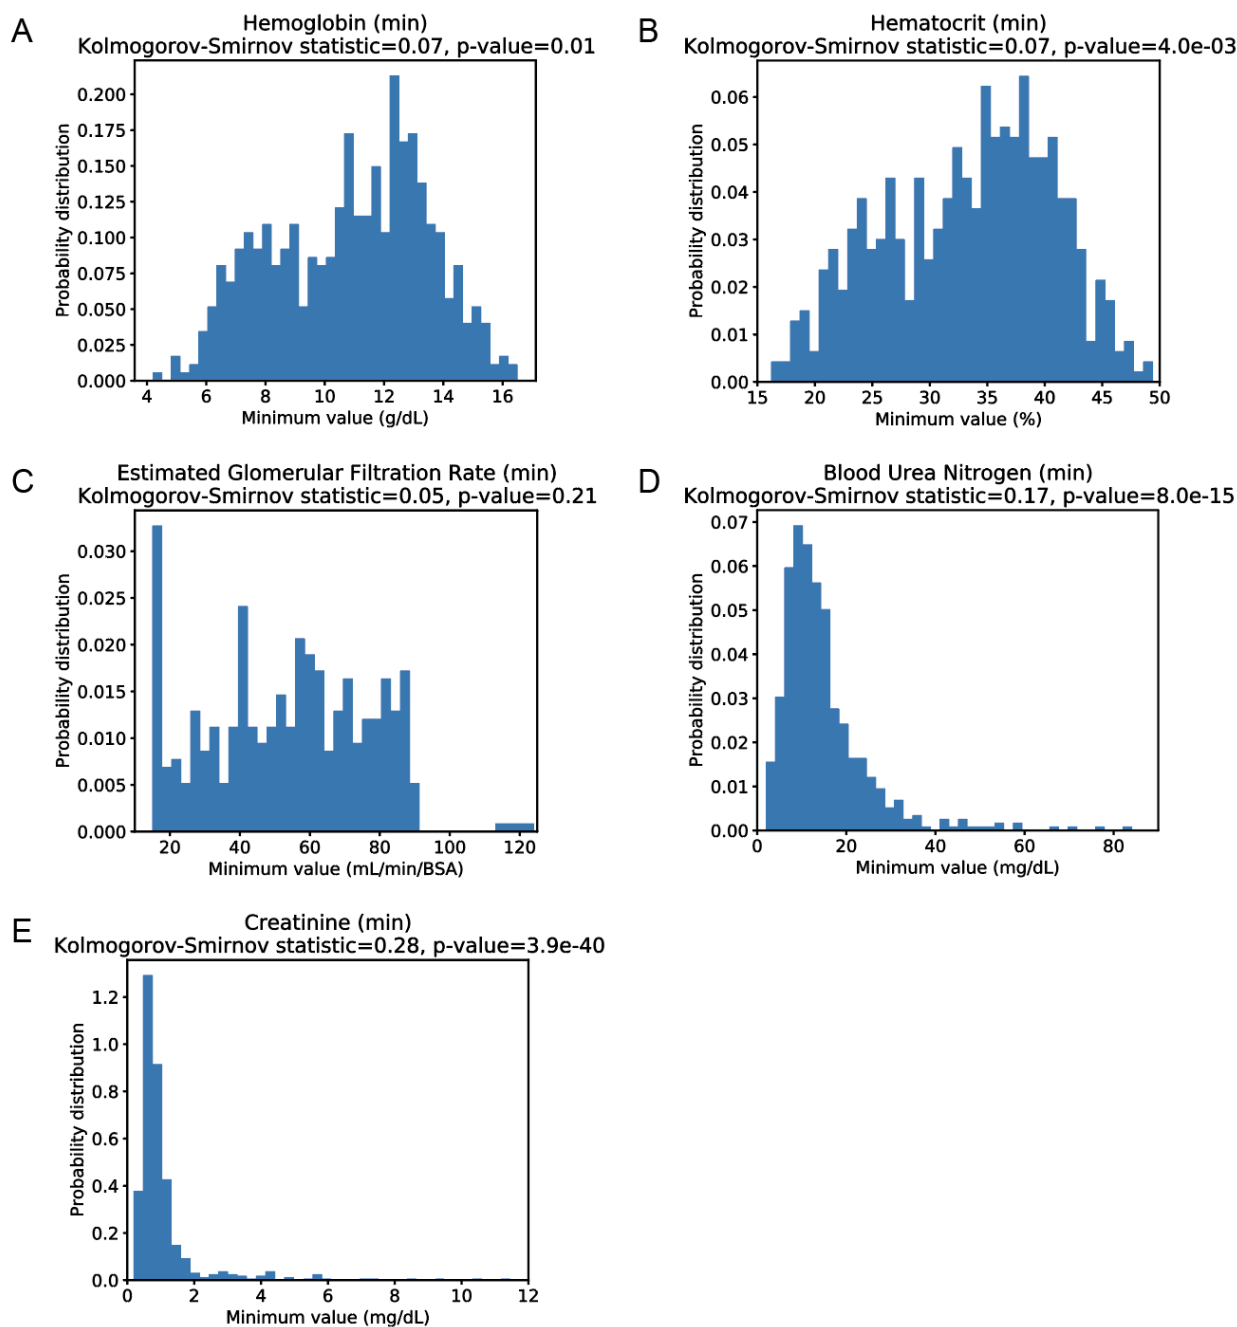 A
Hemoglobin (min)
Kolmogorov-Smirnov statistic=0.07, p-value=0.01
Probability distribution
0.200
0.175
0.150
0.125
0.100
0.075
0.050
0.025
0.000
4 6 8 10 12 14 16
Minimum value (g/dL)
B
Hematocrit (min)
Kolmogorov-Smirnov statistic=0.07, p-value=4.0e-03
Probability distribution
0.06
0.05
0.04
0.03
0.02
0.01
0.00
15 20 25 30 35 40 45 50
Minimum value (%)
C
Estimated Glomerular Filtration Rate (min)
Kolmogorov-Smirnov statistic=0.05, p-value=0.21
Probability distribution
0.030
0.025
0.020
0.015
0.010
0.005
0.000
20 40 60 80 100 120
Minimum value (mL/min/BSA)
D
Blood Urea Nitrogen (min)
Kolmogorov-Smirnov statistic=0.17, p-value=8.0e-15
Probability distribution
0.07
0.06
0.05
0.04
0.03
0.02
0.01
0.00
0 20 40 60 80
Minimum value (mg/dL)
E
Creatinine (min)
Kolmogorov-Smirnov statistic=0.28, p-value=3.9e-40
Probability distribution
1.2
1.0
0.8
0.6
0.4
0.2
0.0
0 2 4 6 8 10 12
Minimum value (mg/dL)